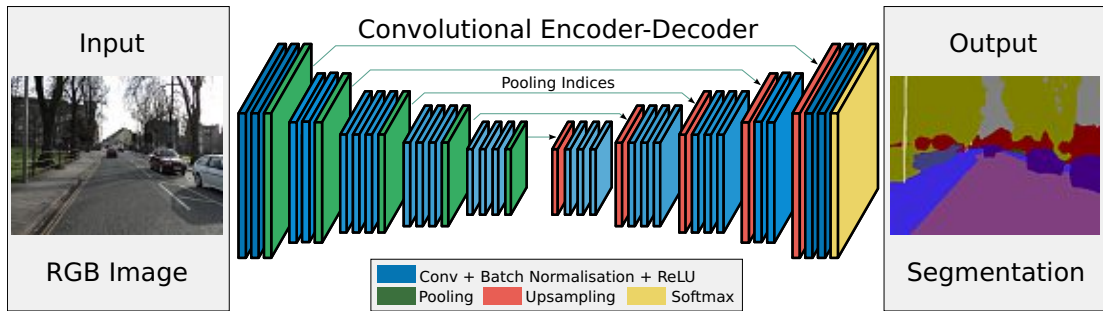 Input
Convolutional Encoder-Decoder
Output
Pooling Indices
RGB Image
Segmentation
Conv + Batch Normalisation + ReLU
Pooling Upsampling Softmax